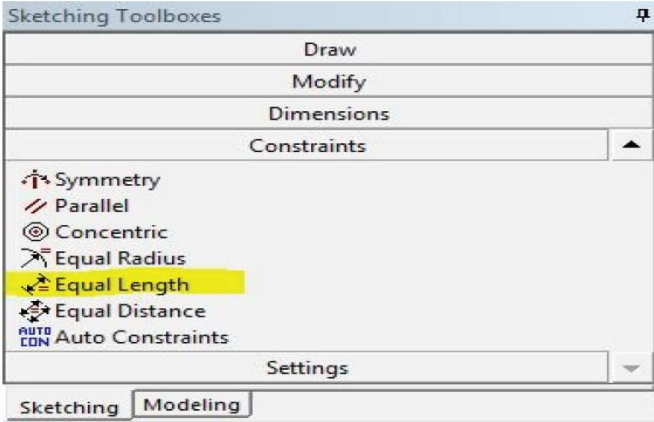 Sketching Toolboxes
Draw
Modify
Dimensions
Constraints
Symmetry
Parallel
Concentric
Equal Radius
Equal Length
Equal Distance
AUTO CON Auto Constraints
Settings
Sketching Modeling